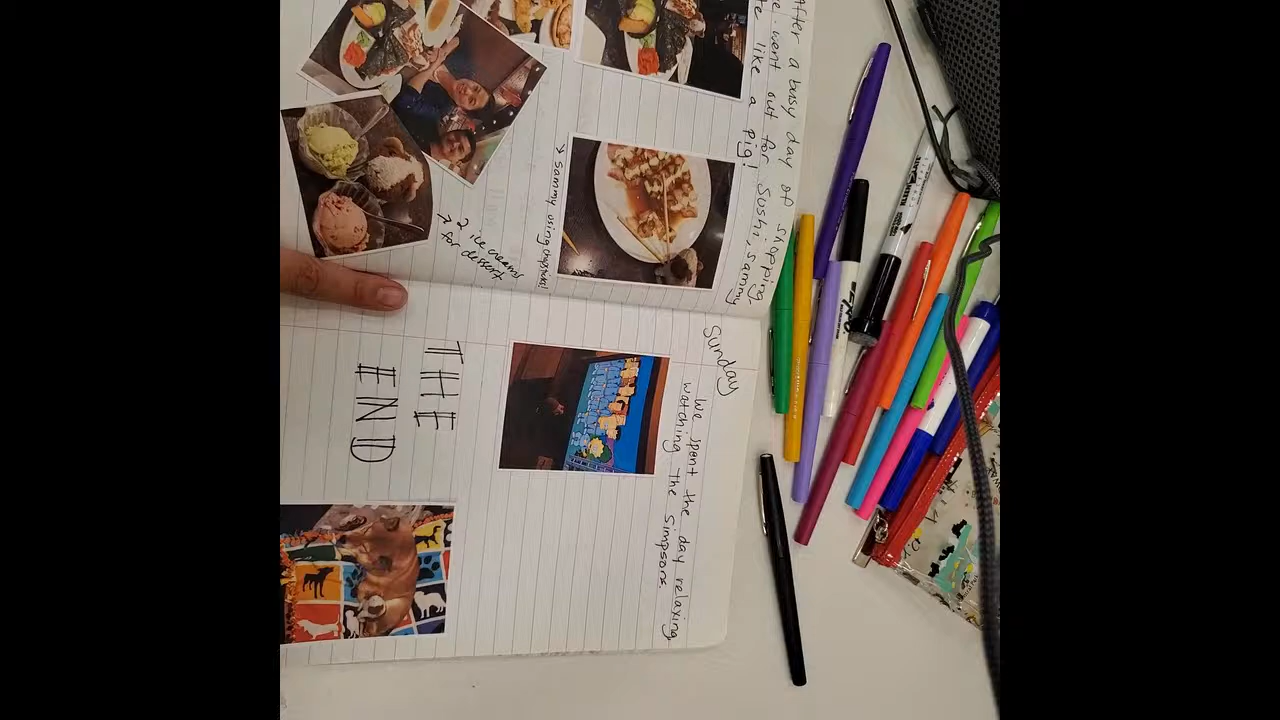 After a busy day of skipping,
we went out for Sushi, Sammy
ate like a pig!
→ Sammy using chopsticks!
→ 2 ice creams
for dessert
Sunday
We spent the day relaxing
watching the Simpsons.
THE
END